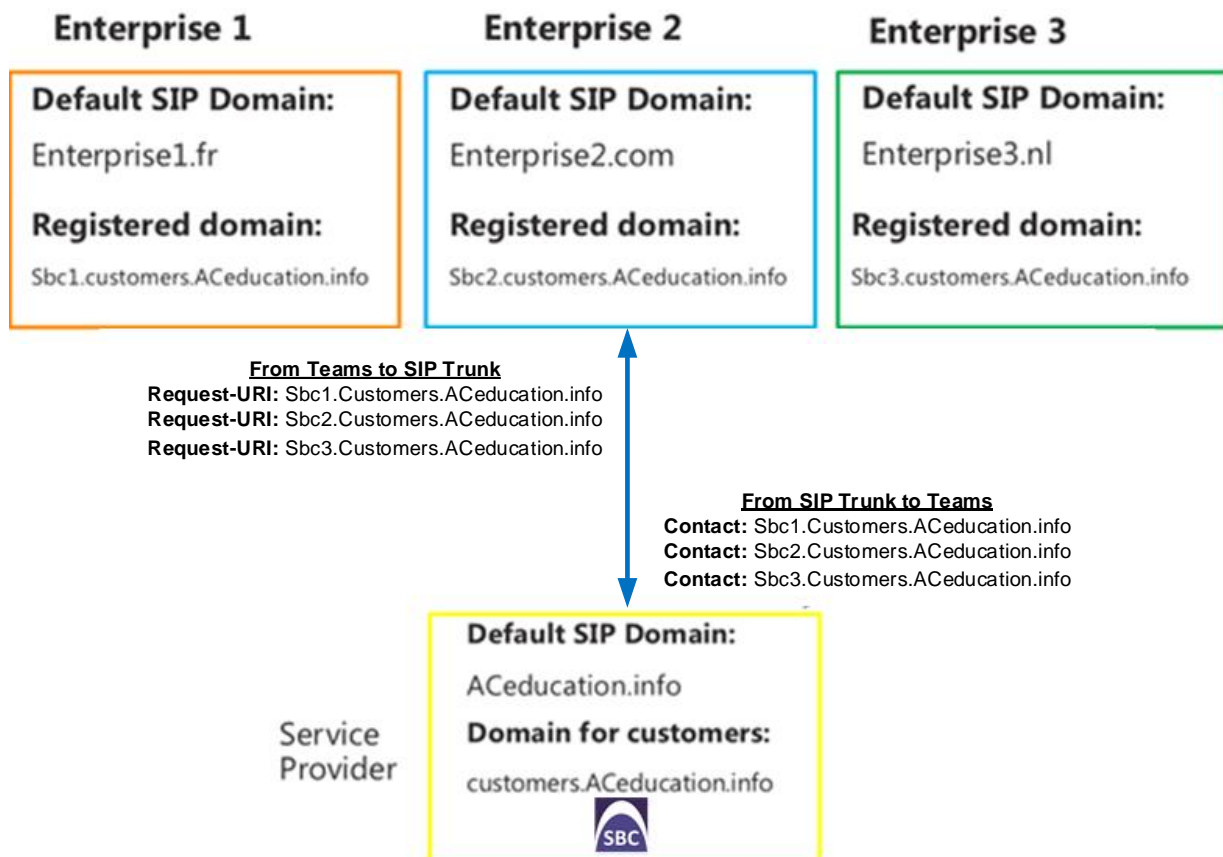 Enterprise 1
Default SIP Domain:
Enterprise1.fr
Registered domain:
Sbc1.customers.ACeducation.info
Enterprise 2
Default SIP Domain:
Enterprise2.com
Registered domain:
Sbc2.customers.ACeducation.info
Enterprise 3
Default SIP Domain:
Enterprise3.nl
Registered domain:
Sbc3.customers.ACeducation.info
From Teams to SIP Trunk
Request-URI: Sbc1.Customers.ACeducation.info
Request-URI: Sbc2.Customers.ACeducation.info
Request-URI: Sbc3.Customers.ACeducation.info
From SIP Trunk to Teams
Contact: Sbc1.Customers.ACeducation.info
Contact: Sbc2.Customers.ACeducation.info
Contact: Sbc3.Customers.ACeducation.info
Service
Provider
Default SIP Domain:
ACeducation.info
Domain for customers:
customers.ACeducation.info
SBC